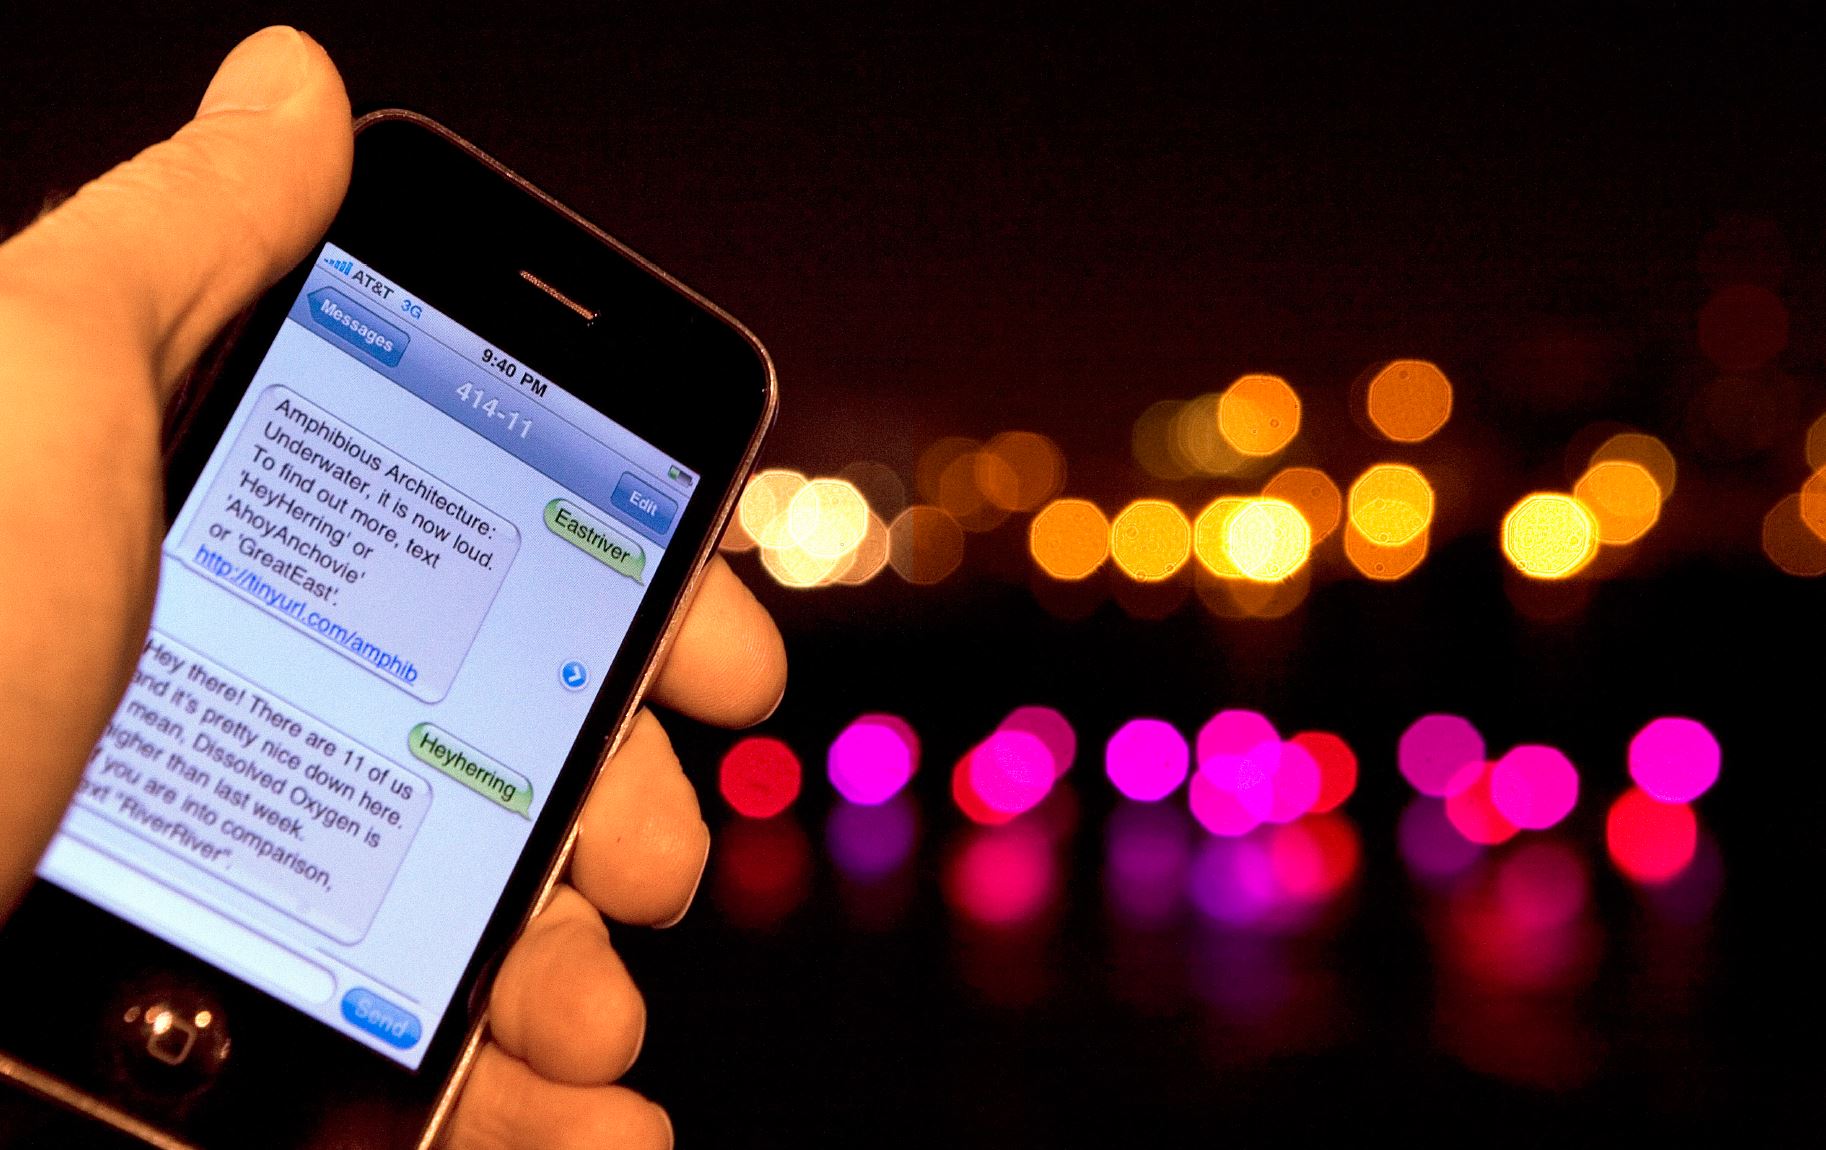 AT&T 3G
9:40 PM
Messages
414-11
Edit
Eastriver
Amphibious Architecture:
Underwater, it is now loud.
To find out more, text
'HeyHerring' or
'AhoyAnchovie'
or 'GreatEast'.
http://tinyurl.com/amphib
Heyherring
Hey there! There are 11 of us
and it's pretty nice down here.
mean, Dissolved Oxygen is
higher than last week.
you are into comparison,
"RiverRiver".
Send